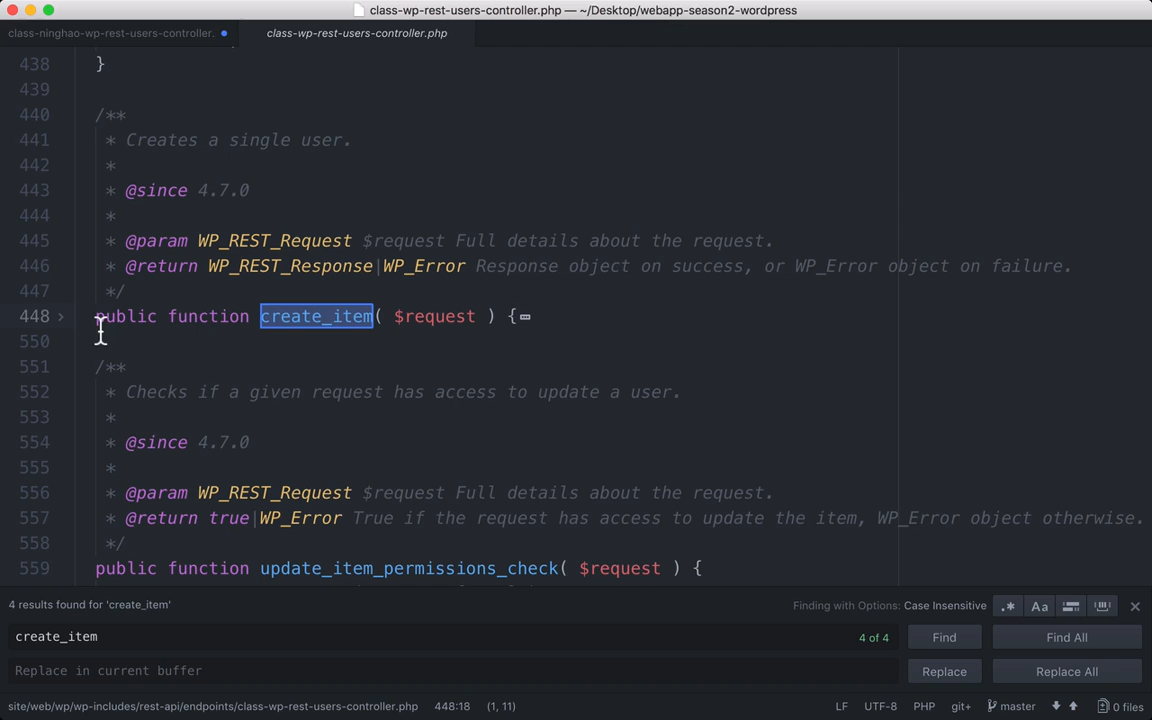 class-wp-rest-users-controller.php — ~/Desktop/webapp-season2-wordpress
class-ninghao-wp-rest-users-controller. class-wp-rest-users-controller.php
438 }
439
440 /**
441 * Creates a single user.
442 *
443 * @since 4.7.0
444 *
445 * @param WP_REST_Request $request Full details about the request.
446 * @return WP_REST_Response|WP_Error Response object on success, or WP_Error object on failure.
447 */
448 public function create_item( $request ) {
550
551 /**
552 * Checks if a given request has access to update a user.
553 *
554 * @since 4.7.0
555 *
556 * @param WP_REST_Request $request Full details about the request.
557 * @return true|WP_Error True if the request has access to update the item, WP_Error object otherwise.
558 */
559 public function update_item_permissions_check( $request ) {
4 results found for 'create_item' Finding with Options: Case Insensitive .* Aa
create_item 4 of 4 Find Find All
Replace in current buffer Replace Replace All
site/web/wp/wp-includes/rest-api/endpoints/class-wp-rest-users-controller.php 448:18 (1, 11) LF UTF-8 PHP git+ master 0 files